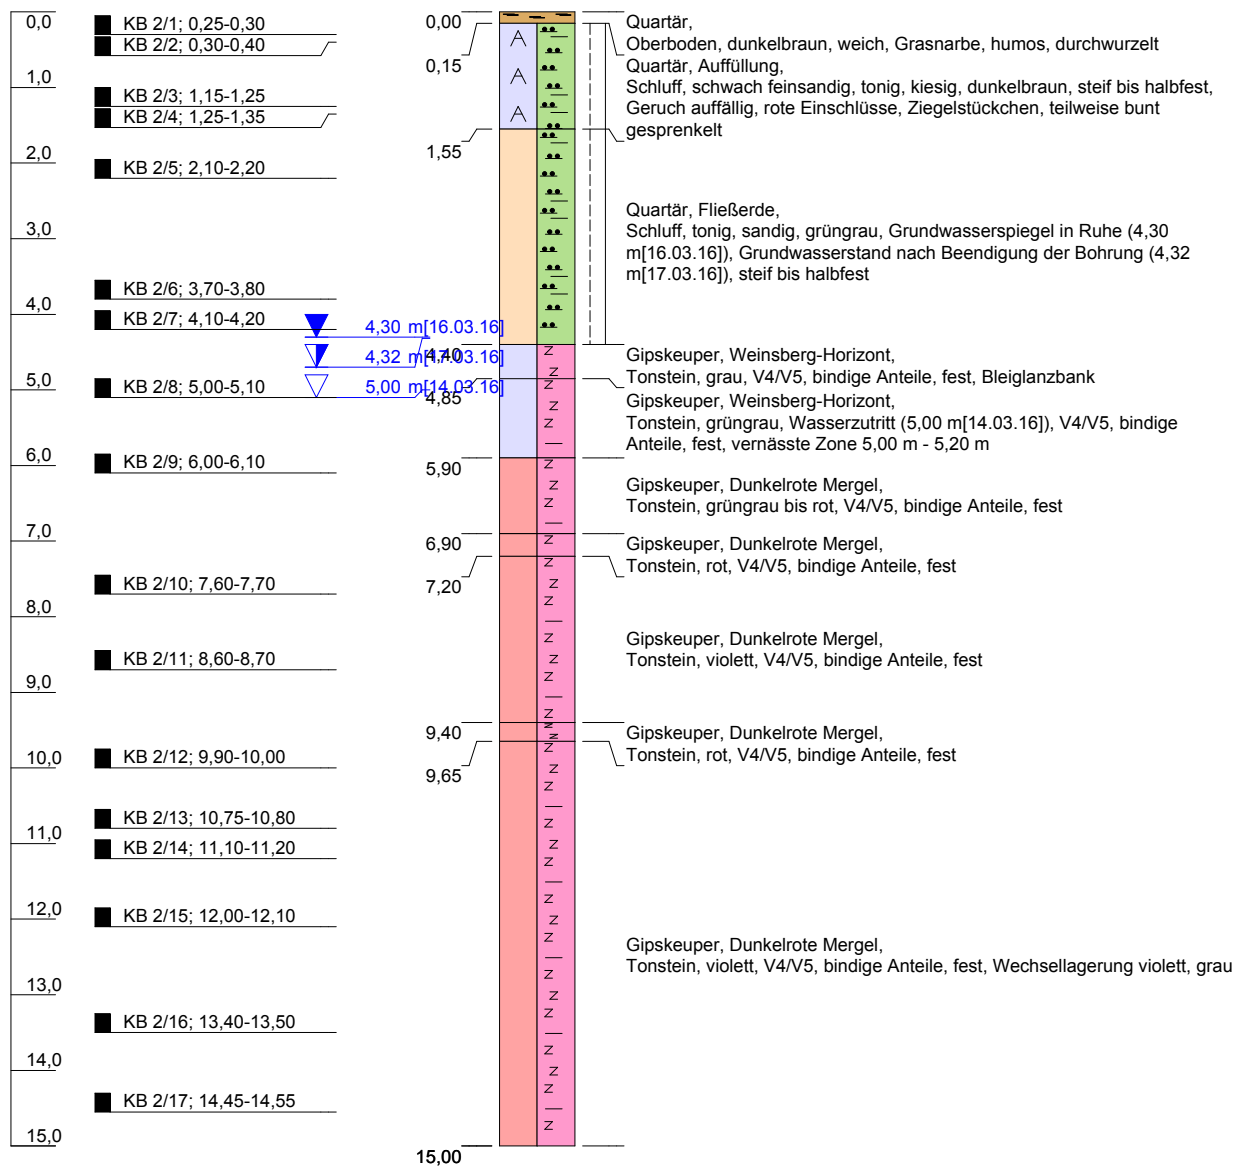 0,0
1,0
2,0
3,0
4,0
5,0
6,0
7,0
8,0
9,0
10,0
11,0
12,0
13,0
14,0
15,0
KB 2/1; 0,25-0,30
KB 2/2; 0,30-0,40
KB 2/3; 1,15-1,25
KB 2/4; 1,25-1,35
KB 2/5; 2,10-2,20
KB 2/6; 3,70-3,80
KB 2/7; 4,10-4,20
KB 2/8; 5,00-5,10
KB 2/9; 6,00-6,10
KB 2/10; 7,60-7,70
KB 2/11; 8,60-8,70
KB 2/12; 9,90-10,00
KB 2/13; 10,75-10,80
KB 2/14; 11,10-11,20
KB 2/15; 12,00-12,10
KB 2/16; 13,40-13,50
KB 2/17; 14,45-14,55
4,30 m[16.03.16]
4,32 m[17.03.16]
5,00 m[14.03.16]
0,00
0,15
1,55
4,40
4,85
5,90
6,90
7,20
9,40
9,65
15,00
Quartär,
Oberboden, dunkelbraun, weich, Grasnarbe, humos, durchwurzelt
Quartär, Auffüllung,
Schluff, schwach feinsandig, tonig, kiesig, dunkelbraun, steif bis halbfest,
Geruch auffällig, rote Einschlüsse, Ziegelstückchen, teilweise bunt
gesprenkelt
Quartär, Fließerde,
Schluff, tonig, sandig, grüngrau, Grundwasserspiegel in Ruhe (4,30
m[16.03.16]), Grundwasserstand nach Beendigung der Bohrung (4,32
m[17.03.16]), steif bis halbfest
Gipskeuper, Weinsberg-Horizont,
Tonstein, grau, V4/V5, bindige Anteile, fest, Bleiglanzbank
Gipskeuper, Weinsberg-Horizont,
Tonstein, grüngrau, Wasserzutritt (5,00 m[14.03.16]), V4/V5, bindige
Anteile, fest, vernässte Zone 5,00 m - 5,20 m
Gipskeuper, Dunkelrote Mergel,
Tonstein, grüngrau bis rot, V4/V5, bindige Anteile, fest
Gipskeuper, Dunkelrote Mergel,
Tonstein, rot, V4/V5, bindige Anteile, fest
Gipskeuper, Dunkelrote Mergel,
Tonstein, violett, V4/V5, bindige Anteile, fest
Gipskeuper, Dunkelrote Mergel,
Tonstein, rot, V4/V5, bindige Anteile, fest
Gipskeuper, Dunkelrote Mergel,
Tonstein, violett, V4/V5, bindige Anteile, fest, Wechsellagerung violett, grau